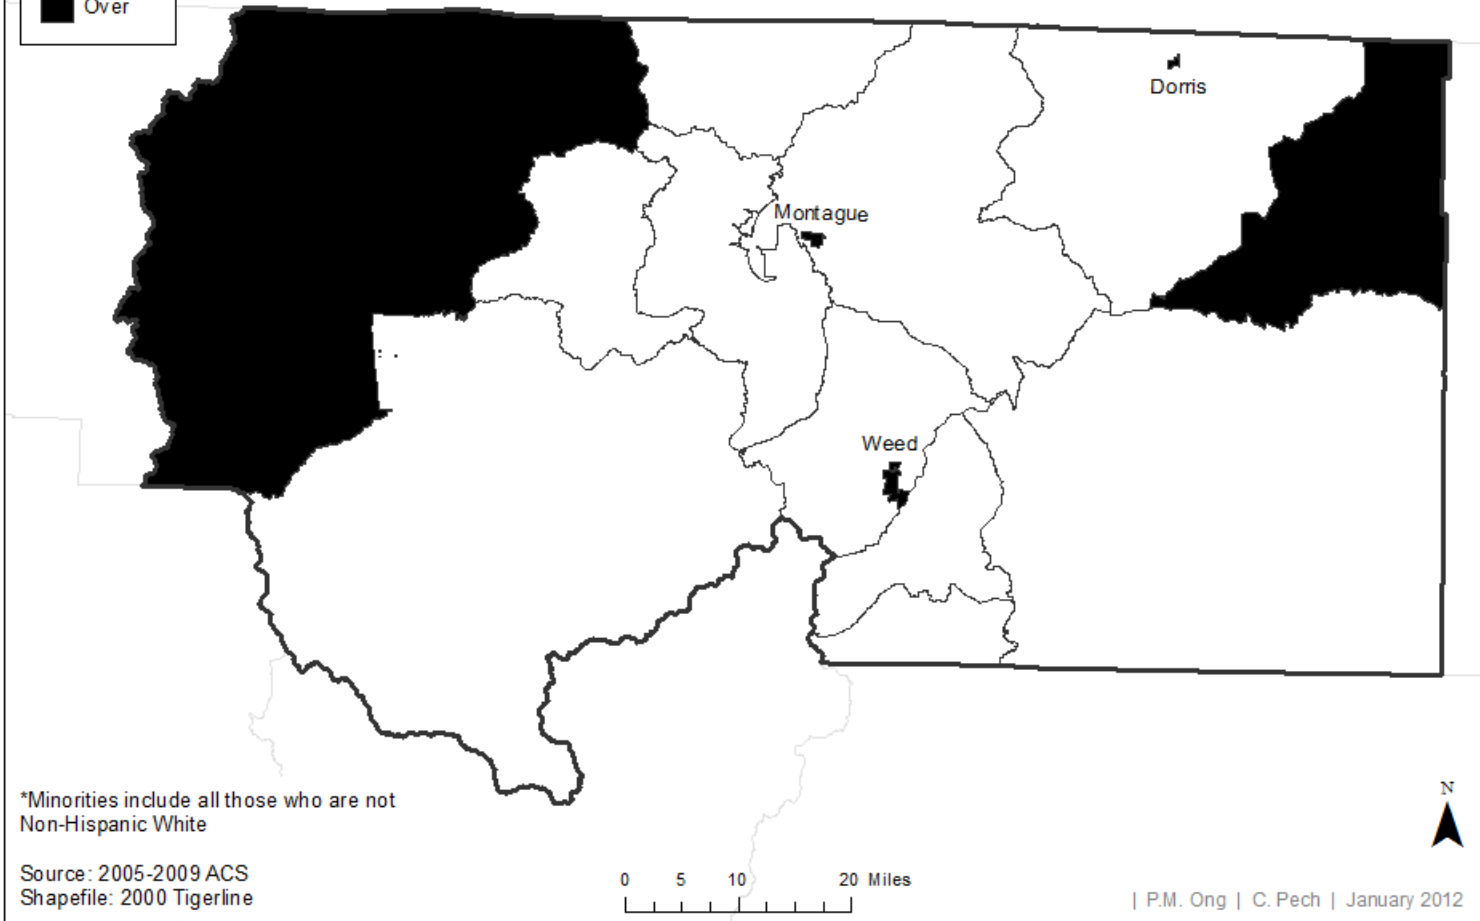 Over
Dorris
Montague
Weed
*Minorities include all those who are not
Non-Hispanic White
Source: 2005-2009 ACS
Shapefile: 2000 Tigerline
0 5 10 20 Miles
N
| P.M. Ong | C. Pech | January 2012